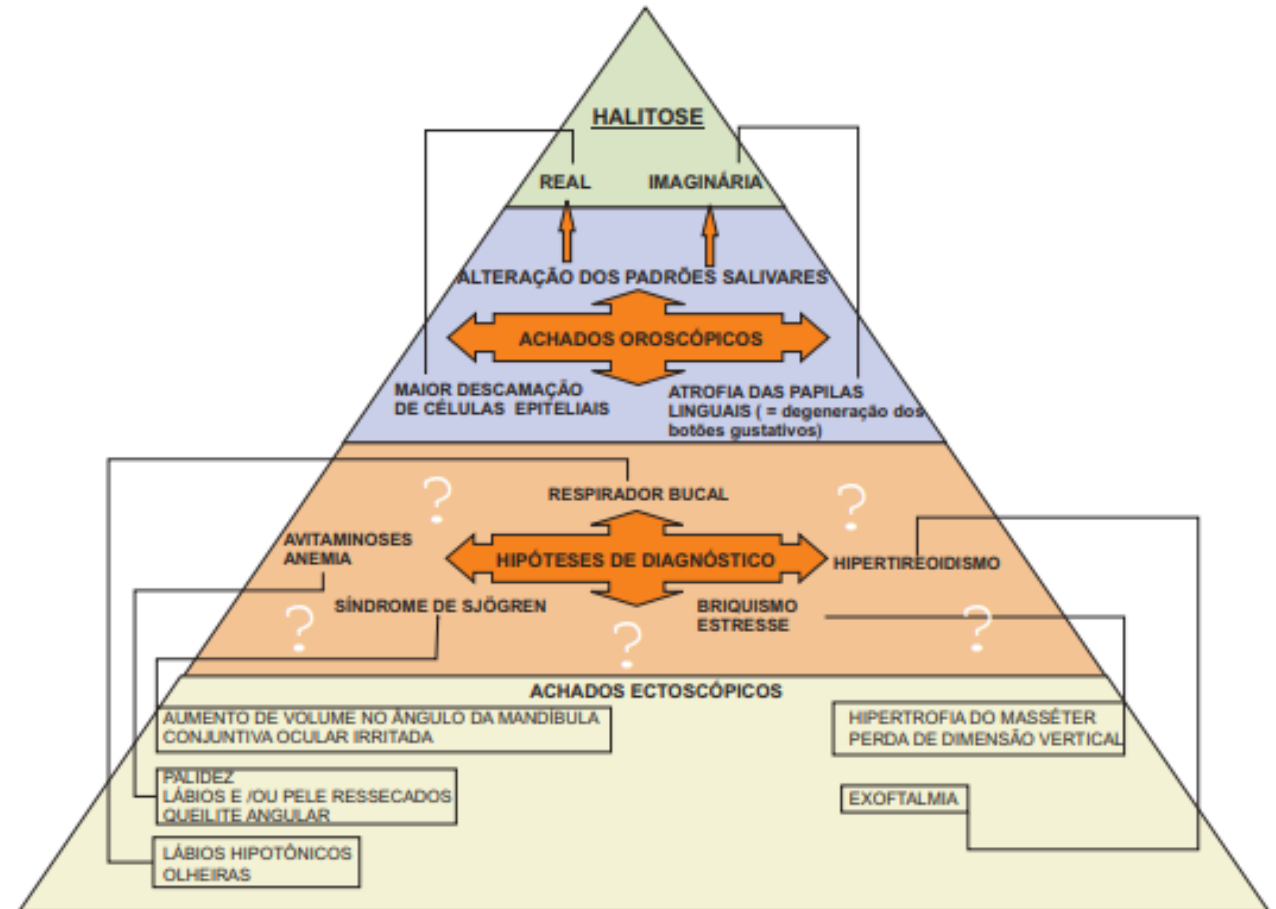 HALITOSE
REAL
IMAGINÁRIA
ALTERAÇÃO DOS PADRÕES SALIVARES
ACHADOS OROSCÓPICOS
MAIOR DESCAMAÇÃO
DE CÉLULAS EPITELIAIS
ATROFIA DAS PAPILAS
LINGUAIS ( = degeneração dos
botões gustativos)
?
RESPIRADOR BUCAL
?
AVITAMINOSES
ANEMIA
HIPÓTESES DE DIAGNÓSTICO
HIPERTIREOIDISMO
?
SÍNDROME DE SJÖGREN
?
BRIQUISMO
ESTRESSE
?
ACHADOS ECTOSCÓPICOS
AUMENTO DE VOLUME NO ÂNGULO DA MANDÍBULA
CONJUNTIVA OCULAR IRRITADA
HIPERTROFIA DO MASSÉTER
PERDA DE DIMENSÃO VERTICAL
PALIDEZ
LÁBIOS E /OU PELE RESSECADOS
QUEILITE ANGULAR
EXOFTALMIA
LÁBIOS HIPOTÔNICOS
OLHEIRAS